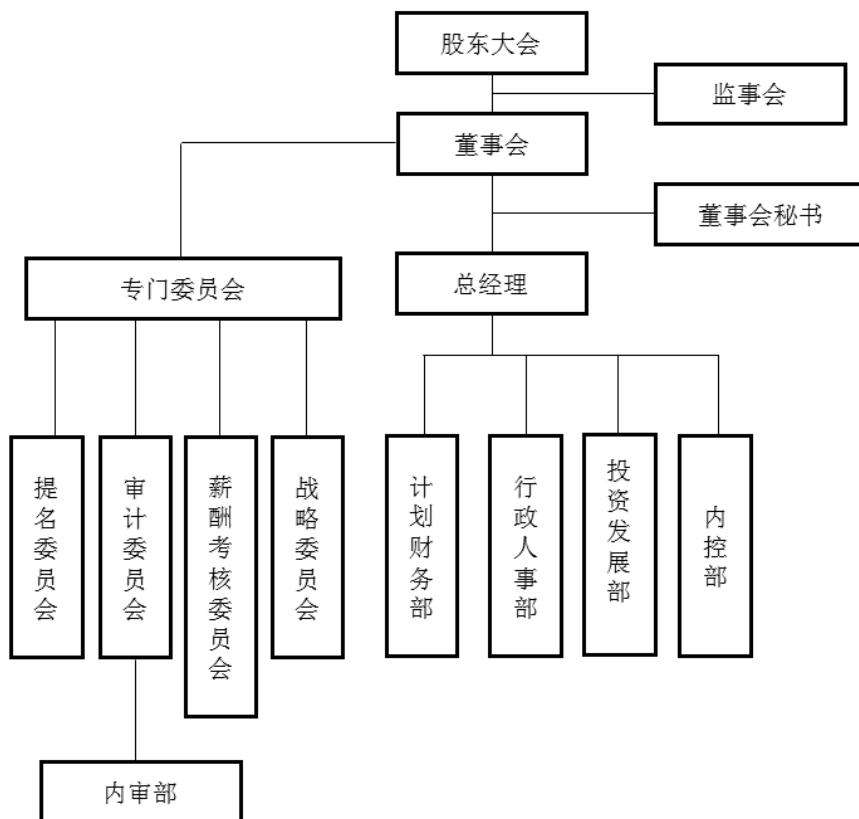 股东大会
监事会
董事会
董事会秘书
专门委员会
总经理
提名委员会
审计委员会
薪酬考核委员会
战略委员会
计划财务部
行政人事部
投资发展部
内控部
内审部